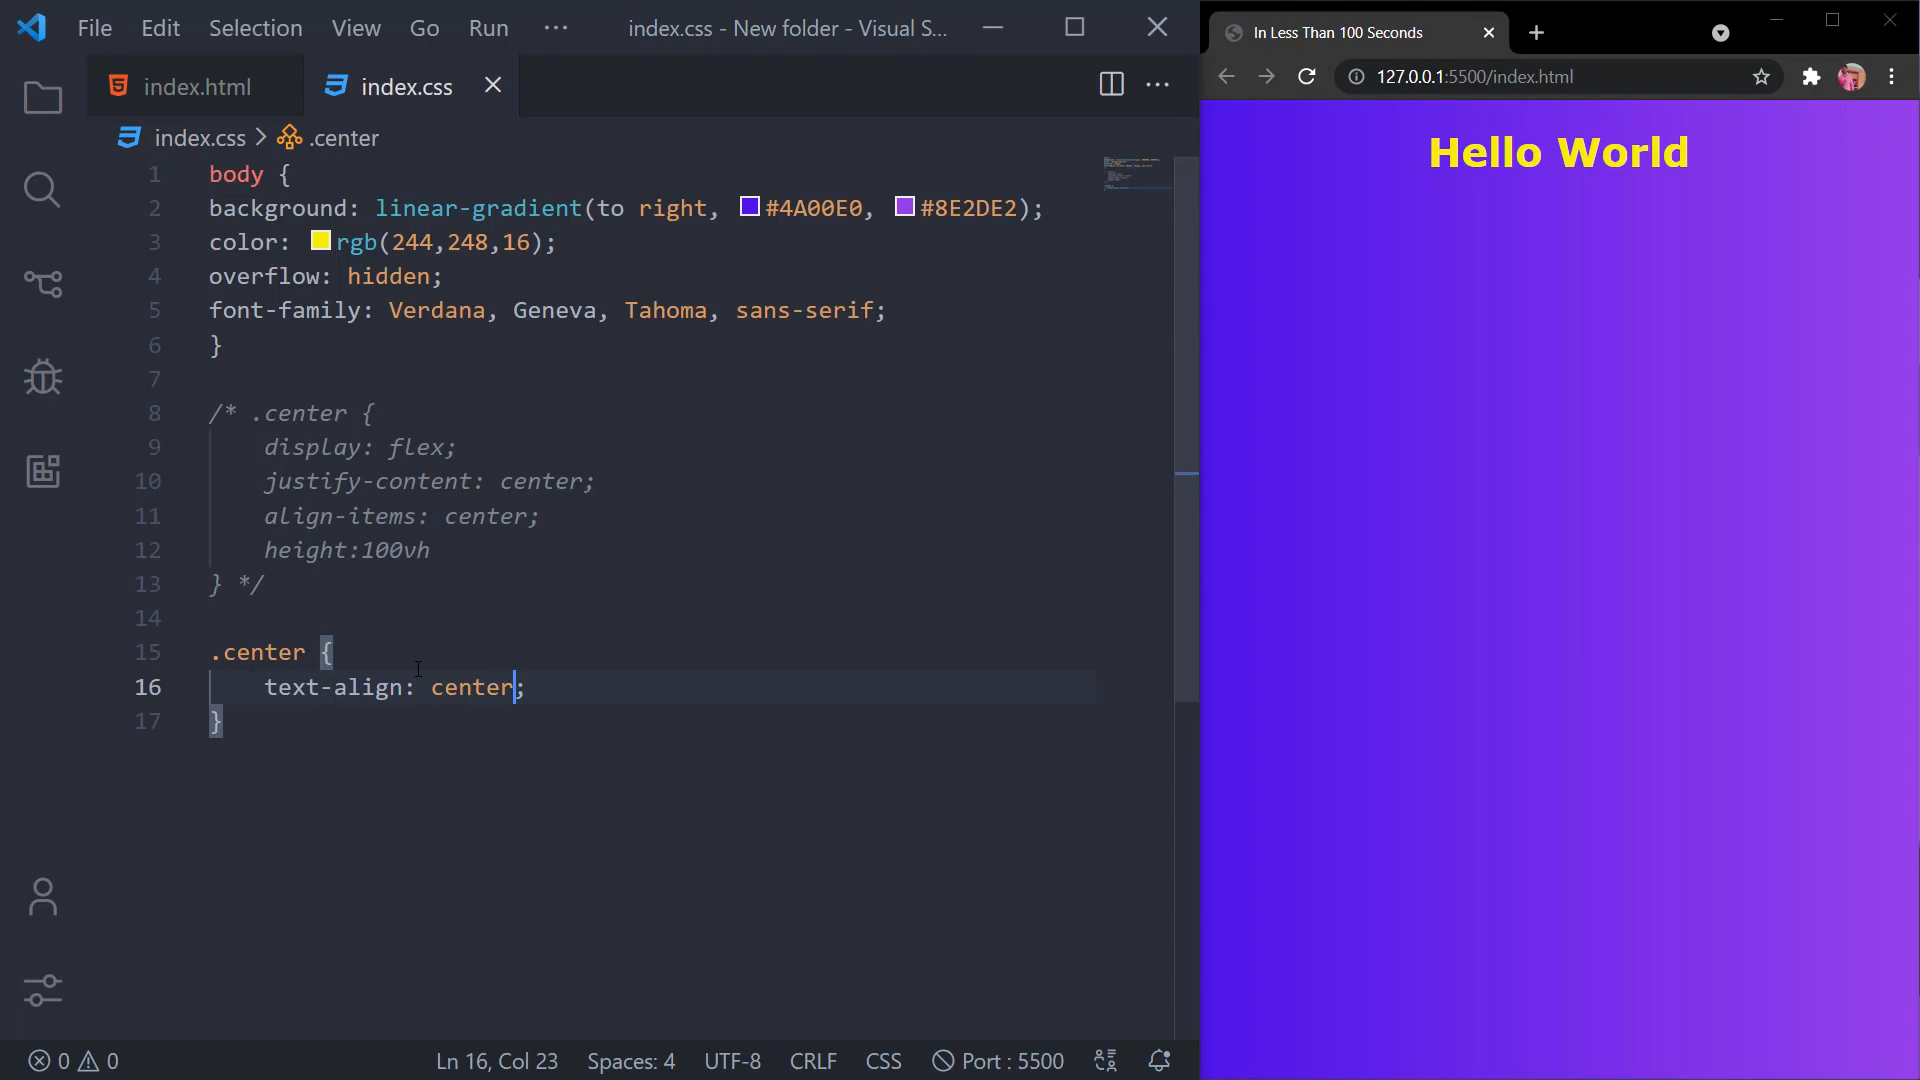 File Edit Selection View Go Run ··· index.css - New folder - Visual S...
index.html index.css
index.css > .center
1 body {
2 background: linear-gradient(to right, #4A00E0, #8E2DE2);
3 color: rgb(244,248,16);
4 overflow: hidden;
5 font-family: Verdana, Geneva, Tahoma, sans-serif;
6 }
7
8 /* .center {
9 display: flex;
10 justify-content: center;
11 align-items: center;
12 height:100vh
13 } */
14
15 .center {
16 text-align: center;
17 }
0 0 Ln 16, Col 23 Spaces: 4 UTF-8 CRLF CSS Port : 5500
In Less Than 100 Seconds
127.0.0.1:5500/index.html
Hello World